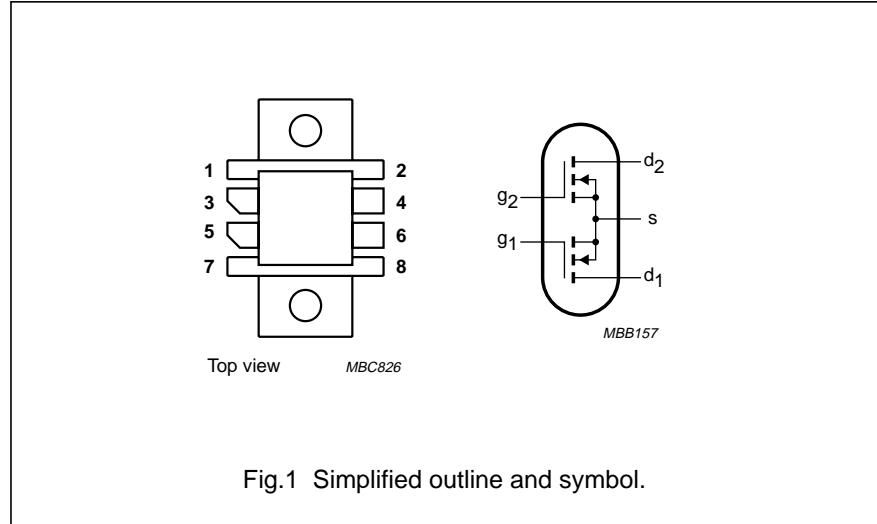 1
2
3
4
5
6
7
8
Top view
MBC826
d2
g2
s
g1
d1
MBB157
Fig.1 Simplified outline and symbol.